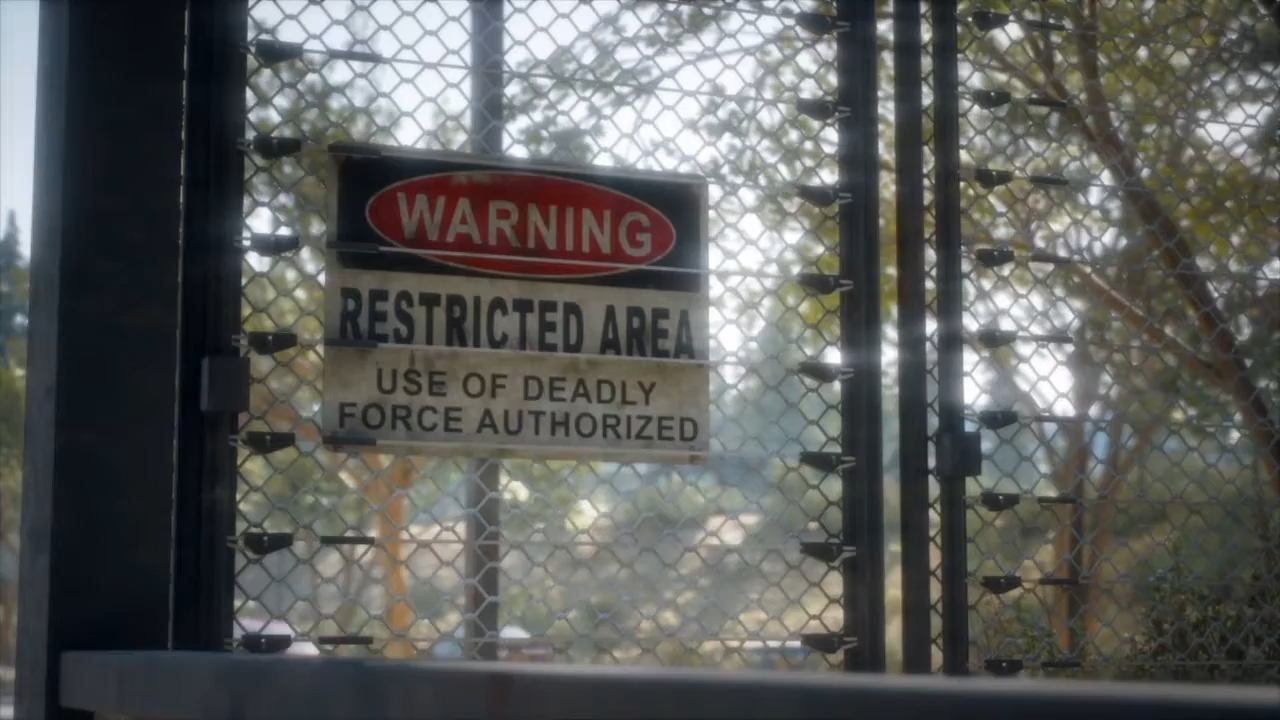 WARNING
RESTRICTED AREA
USE OF DEADLY
FORCE AUTHORIZED